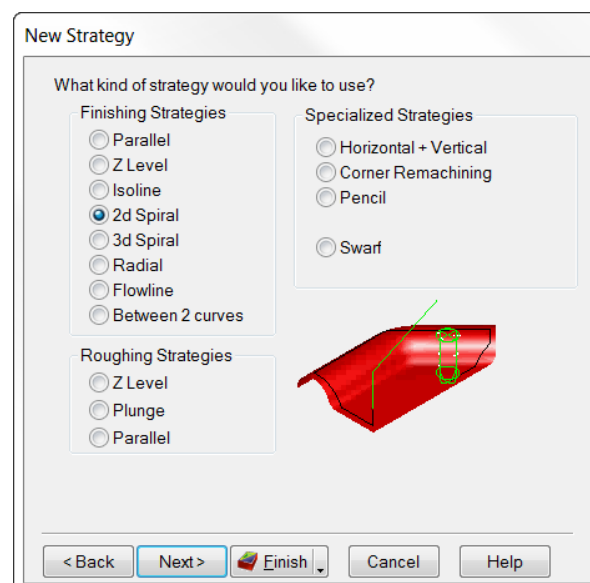 New Strategy
What kind of strategy would you like to use?
Finishing Strategies
Parallel
Z Level
Isoline
2d Spiral
3d Spiral
Radial
Flowline
Between 2 curves
Roughing Strategies
Z Level
Plunge
Parallel
Specialized Strategies
Horizontal + Vertical
Corner Remachining
Pencil
Swarf
< Back Next > Finish Cancel Help